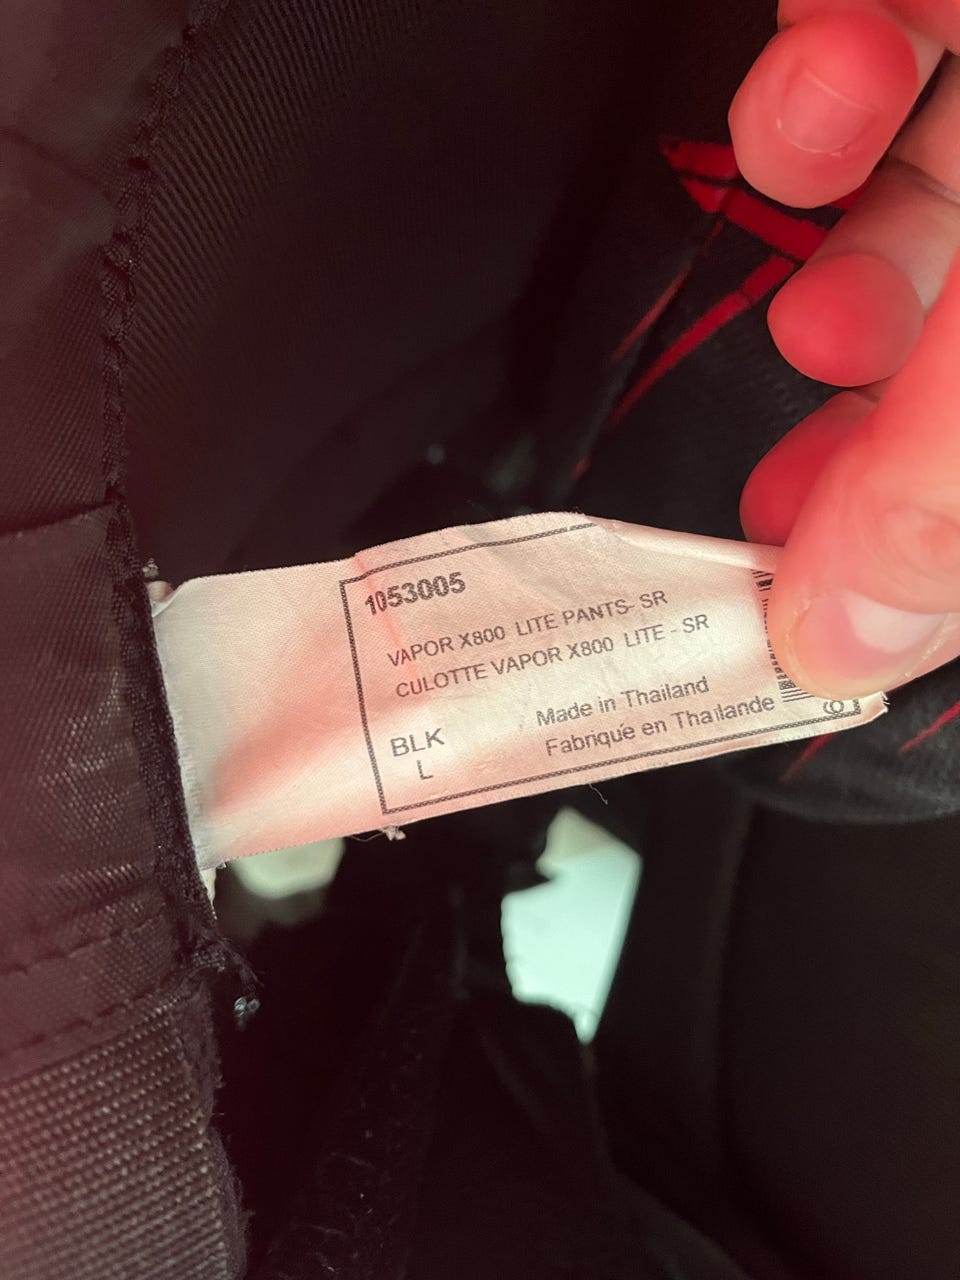 1053005
VAPOR X800 LITE PANTS- SR
CULOTTE VAPOR X800 LITE - SR
BLK
L
Made in Thailand
Fabriqué en Thaïlande